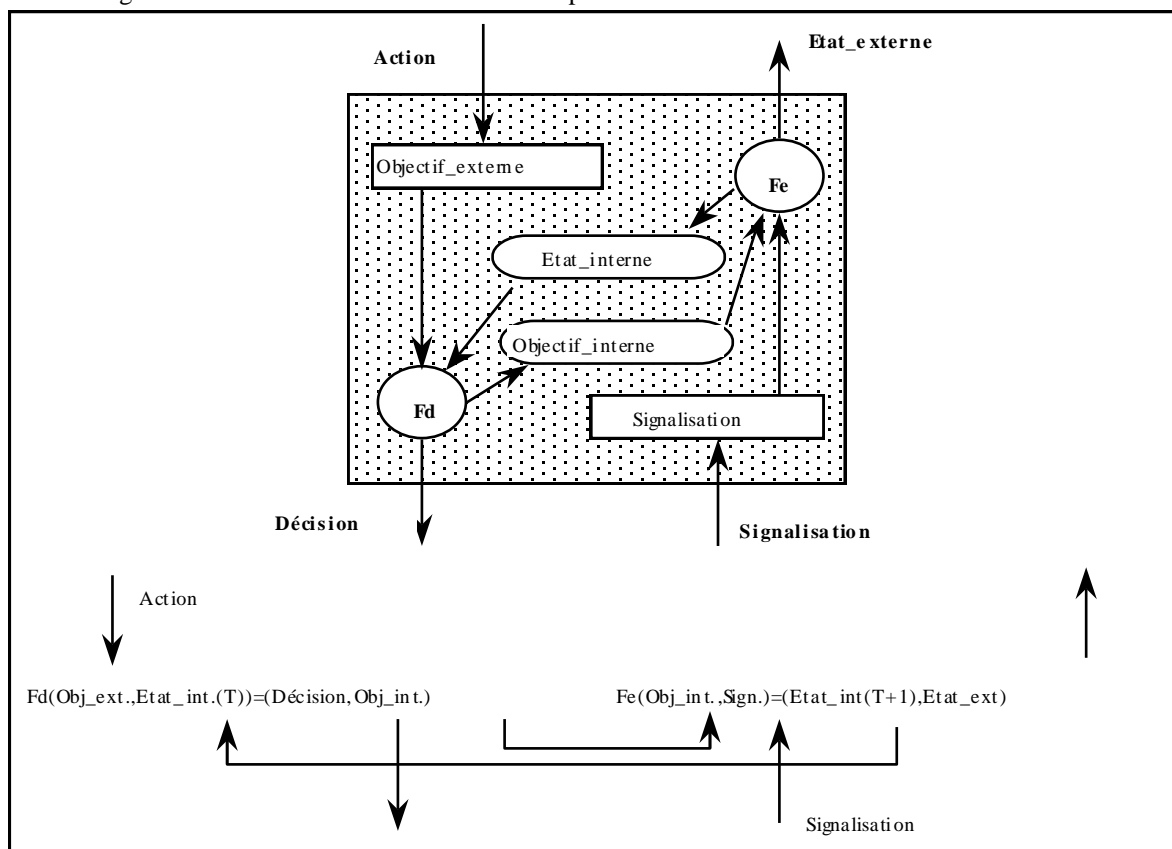 Etat_externe
Action
Objectif_externe
Fe
Etat_interne
Objectif_interne
Fd
Signalisation
Décision
Signalisation
Action
Fd(Obj_ext.,Etat_int.(T))=(Décision,Obj_int.)
Fe(Obj_int.,Sign.)=(Etat_int(T+1),Etat_ext)
Signalisation